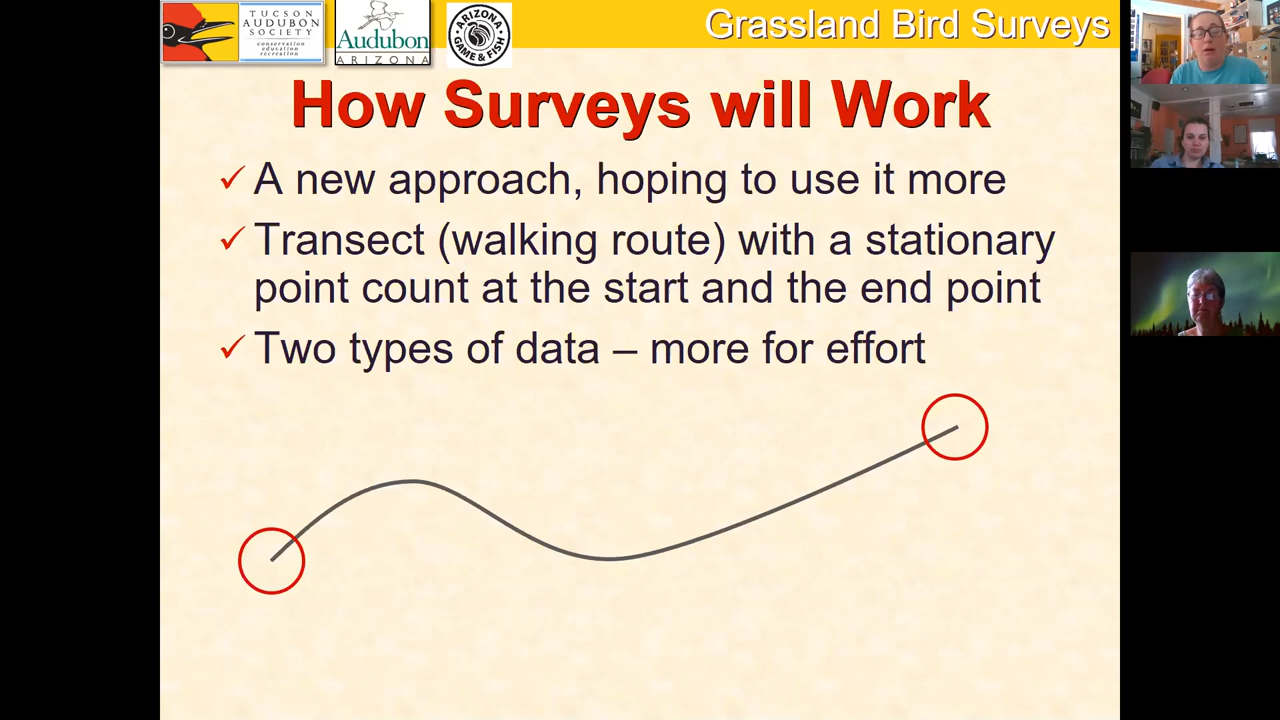 TUCSON
AUDUBON
SOCIETY
conservation
education
recreation
Audubon
ARIZONA
ARIZONA
GAME & FISH
Grassland Bird Surveys
How Surveys will Work
✓ A new approach, hoping to use it more
✓ Transect (walking route) with a stationary
point count at the start and the end point
✓ Two types of data – more for effort